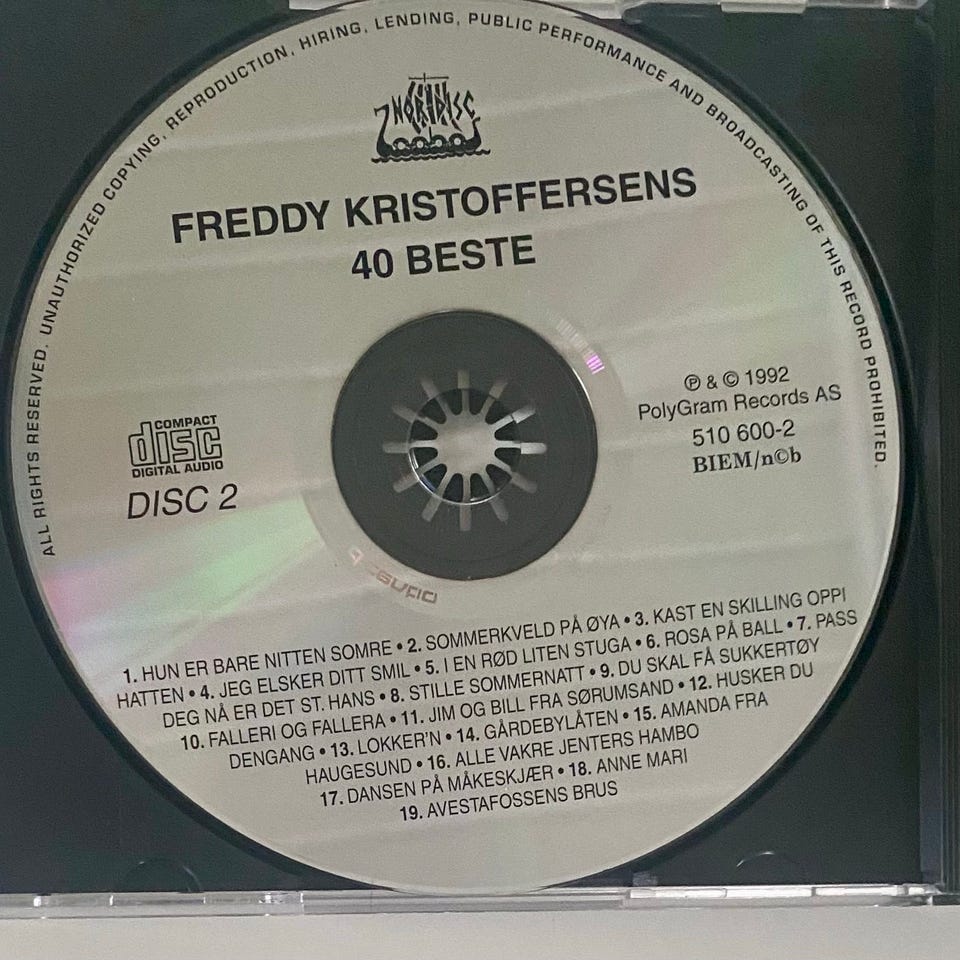 ALL RIGHTS RESERVED. UNAUTHORIZED COPYING, REPRODUCTION, HIRING, LENDING, PUBLIC PERFORMANCE AND BROADCASTING OF THIS RECORD PROHIBITED.
NORDISC
FREDDY KRISTOFFERSENS
40 BESTE
COMPACT
disc
DIGITAL AUDIO
DISC 2
℗ & © 1992
PolyGram Records AS
510 600-2
BIEM/n©b
1. HUN ER BARE NITTEN SOMRE • 2. SOMMERKVELD PÅ ØYA • 3. KAST EN SKILLING OPPI
HATTEN • 4. JEG ELSKER DITT SMIL • 5. I EN RØD LITEN STUGA • 6. ROSA PÅ BALL • 7. PASS
DEG NÅ ER DET ST. HANS • 8. STILLE SOMMERNATT • 9. DU SKAL FÅ SUKKERTØY
10. FALLERI OG FALLERA • 11. JIM OG BILL FRA SØRUMSAND • 12. HUSKER DU
DENGANG • 13. LOKKER'N • 14. GÅRDEBYLÅTEN • 15. AMANDA FRA
HAUGESUND • 16. ALLE VAKRE JENTERS HAMBO
17. DANSEN PÅ MÅKESKJÆR • 18. ANNE MARI
19. AVESTAFOSSENS BRUS